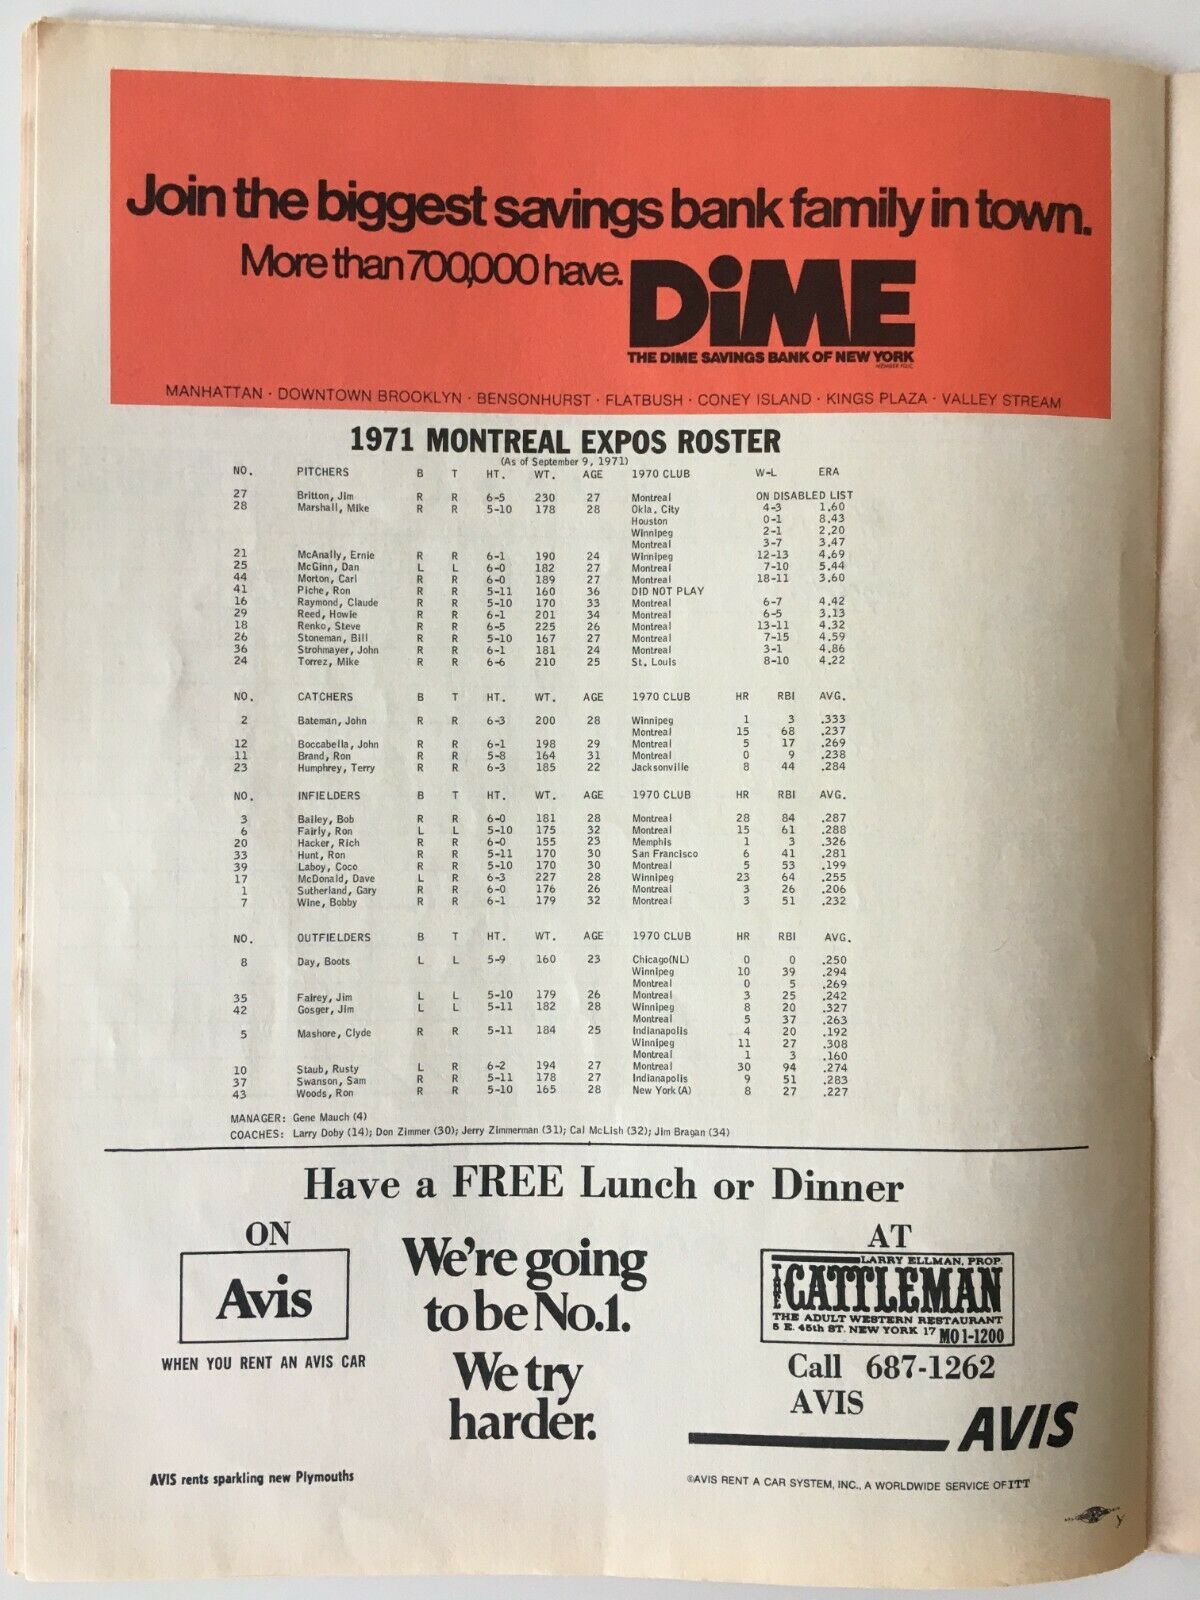 Join the biggest savings bank family in town.
More than 700,000 have.
DiME
THE DIME SAVINGS BANK OF NEW YORK
MEMBER FDIC
MANHATTAN · DOWNTOWN BROOKLYN · BENSONHURST · FLATBUSH · CONEY ISLAND · KINGS PLAZA · VALLEY STREAM
1971 MONTREAL EXPOS ROSTER
(As of September 9, 1971)
NO. PITCHERS B T HT. WT. AGE 1970 CLUB W-L ERA
27 Britton, Jim R R 6-5 230 27 Montreal ON DISABLED LIST
28 Marshall, Mike R R 5-10 178 28 Okla. City 4-3 1.60
Houston 0-1 8.43
Winnipeg 2-1 2.20
Montreal 3-7 3.47
21 McAnally, Ernie R R 6-1 190 24 Winnipeg 12-13 4.69
25 McGinn, Dan L L 6-0 182 27 Montreal 7-10 5.44
44 Morton, Carl R R 6-0 189 27 Montreal 18-11 3.60
41 Piche, Ron R R 5-11 160 36 DID NOT PLAY
16 Raymond, Claude R R 5-10 170 33 Montreal 6-7 4.42
29 Reed, Howie R R 6-1 201 34 Montreal 6-5 3.13
18 Renko, Steve R R 6-5 225 26 Montreal 13-11 4.32
26 Stoneman, Bill R R 5-10 167 27 Montreal 7-15 4.59
36 Strohmayer, John R R 6-1 181 24 Montreal 3-1 4.86
24 Torrez, Mike R R 6-6 210 25 St. Louis 8-10 4.22
NO. CATCHERS B T HT. WT. AGE 1970 CLUB HR RBI AVG.
2 Bateman, John R R 6-3 200 28 Winnipeg 1 3 .333
Montreal 15 68 .237
12 Boccabella, John R R 6-1 198 29 Montreal 5 17 .269
11 Brand, Ron R R 5-8 164 31 Montreal 0 9 .238
23 Humphrey, Terry R R 6-3 185 22 Jacksonville 8 44 .284
NO. INFIELDERS B T HT. WT. AGE 1970 CLUB HR RBI AVG.
3 Bailey, Bob R R 6-0 181 28 Montreal 28 84 .287
6 Fairly, Ron L L 5-10 175 32 Montreal 15 61 .288
20 Hacker, Rich R R 6-0 155 23 Memphis 1 3 .326
33 Hunt, Ron R R 5-11 170 30 San Francisco 6 41 .281
39 Laboy, Coco R R 5-10 170 30 Montreal 5 53 .199
17 McDonald, Dave L R 6-3 227 28 Winnipeg 23 64 .255
1 Sutherland, Gary R R 6-0 176 26 Montreal 3 26 .206
7 Wine, Bobby R R 6-1 179 32 Montreal 3 51 .232
NO. OUTFIELDERS B T HT. WT. AGE 1970 CLUB HR RBI AVG.
8 Day, Boots L L 5-9 160 23 Chicago(NL) 0 0 .250
Winnipeg 10 39 .294
Montreal 0 5 .269
35 Fairey, Jim L L 5-10 179 26 Montreal 3 25 .242
42 Gosger, Jim L L 5-11 182 28 Winnipeg 8 20 .327
Montreal 5 37 .263
5 Mashore, Clyde R R 5-11 184 25 Indianapolis 4 20 .192
Winnipeg 11 27 .308
Montreal 1 3 .160
10 Staub, Rusty L R 6-2 194 27 Montreal 30 94 .274
37 Swanson, Sam R R 5-11 178 27 Indianapolis 9 51 .283
43 Woods, Ron R R 5-10 165 28 New York(A) 8 27 .227
MANAGER: Gene Mauch (4)
COACHES: Larry Doby (14); Don Zimmer (30); Jerry Zimmerman (31); Cal McLish (32); Jim Bragan (34)
Have a FREE Lunch or Dinner
ON
Avis
WHEN YOU RENT AN AVIS CAR
AVIS rents sparkling new Plymouths
We're going
to be No.1.
We try
harder.
AT
LARRY ELLMAN, PROP.
THE CATTLEMAN
THE ADULT WESTERN RESTAURANT
5 E. 45th ST. NEW YORK 17 MO 1-1200
Call 687-1262
AVIS
AVIS
©AVIS RENT A CAR SYSTEM, INC., A WORLDWIDE SERVICE OF ITT
Y